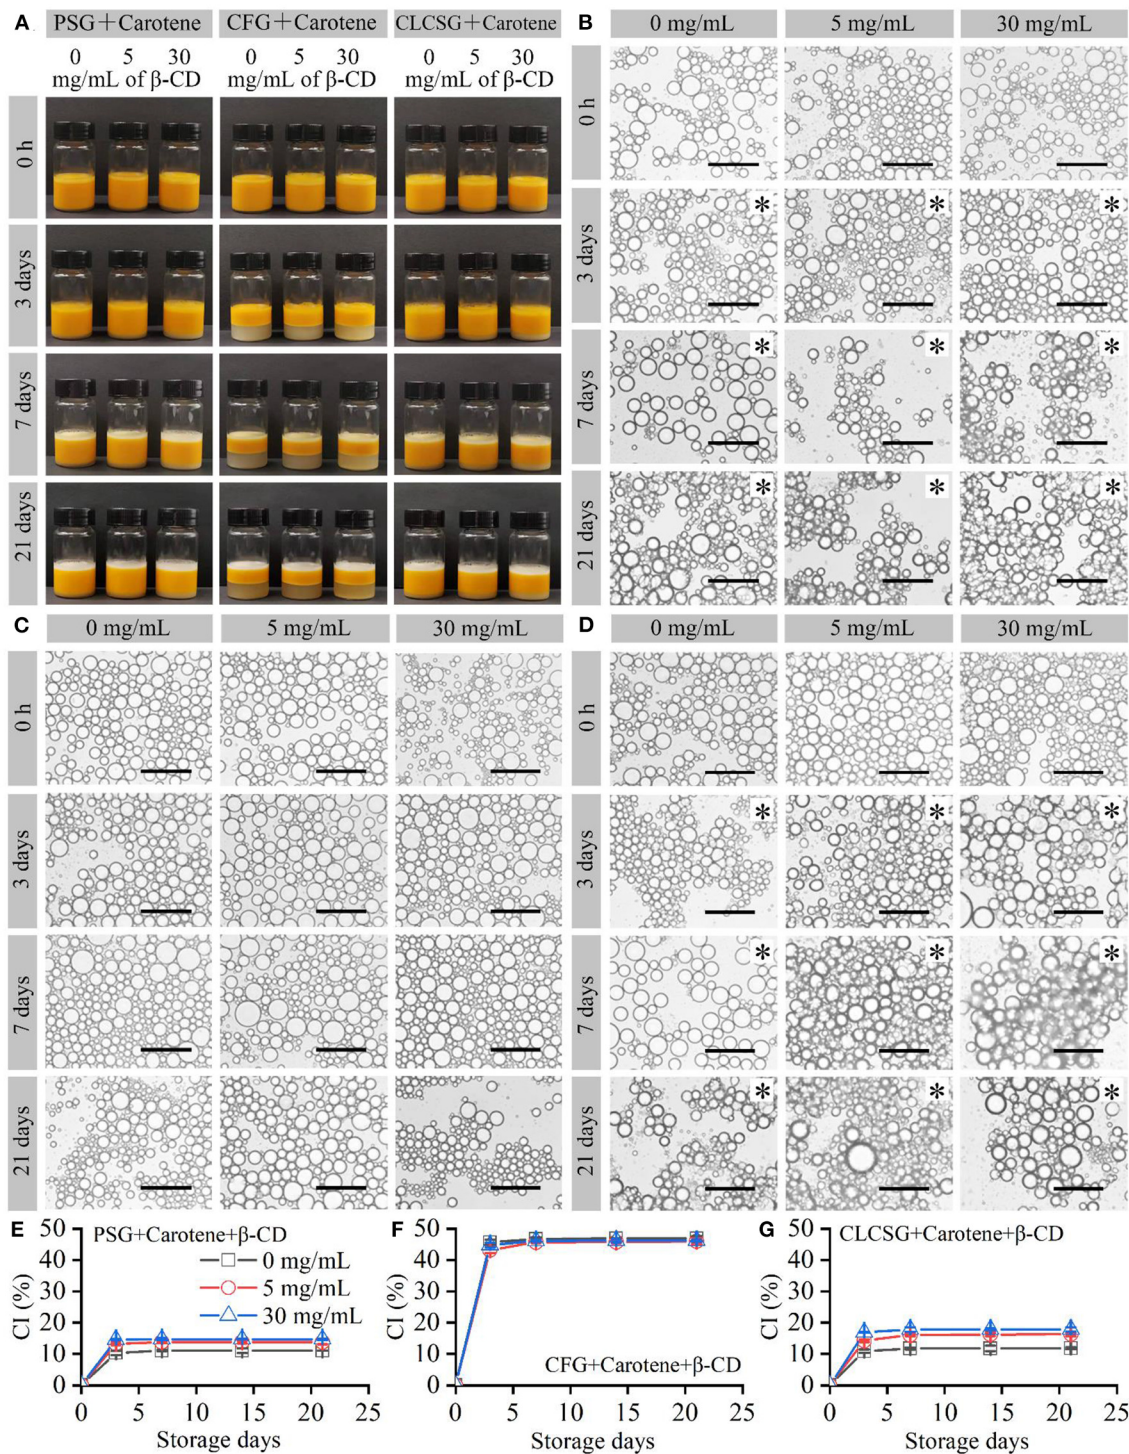 A
PSG+Carotene
CFG+Carotene
CLCSG+Carotene
0 5 30
0 5 30
0 5 30
mg/mL of β-CD
mg/mL of β-CD
mg/mL of β-CD
0 h
3 days
7 days
21 days
B
0 mg/mL
5 mg/mL
30 mg/mL
0 h
3 days
* * *
7 days
* * *
21 days
* * *
C
0 mg/mL
5 mg/mL
30 mg/mL
0 h
3 days
7 days
21 days
D
0 mg/mL
5 mg/mL
30 mg/mL
0 h
3 days
* * *
7 days
* * *
21 days
* * *
E
PSG+Carotene+β-CD
0 mg/mL
5 mg/mL
30 mg/mL
CI (%)
50
40
30
20
10
0
0 5 10 15 20 25
Storage days
F
CFG+Carotene+β-CD
CI (%)
50
40
30
20
10
0
0 5 10 15 20 25
Storage days
G
CLCSG+Carotene+β-CD
CI (%)
50
40
30
20
10
0
0 5 10 15 20 25
Storage days